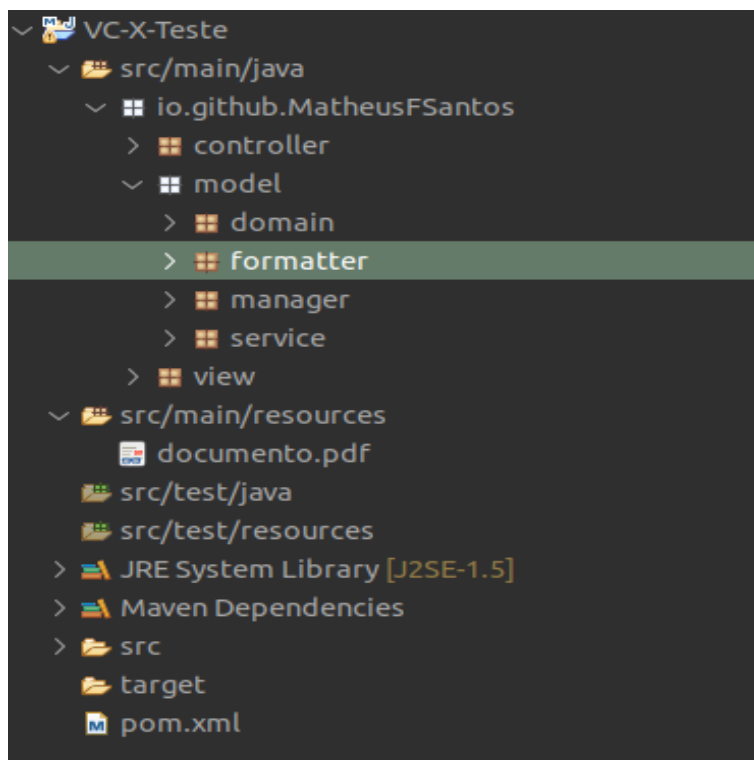 VC-X-Teste
src/main/java
io.github.MatheusFSantos
controller
model
domain
formatter
manager
service
view
src/main/resources
documento.pdf
src/test/java
src/test/resources
JRE System Library [J2SE-1.5]
Maven Dependencies
src
target
pom.xml